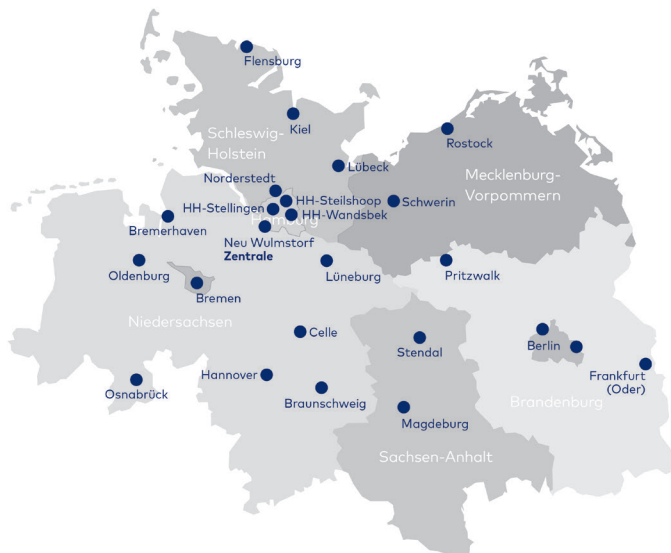 Flensburg
Kiel
Schleswig-
Holstein
Rostock
Lübeck
Mecklenburg-
Vorpommern
Norderstedt
HH-Steilshoop
Schwerin
HH-Stellingen
HH-Wandsbek
Hamburg
Bremerhaven
Neu Wulmstorf
Zentrale
Oldenburg
Lüneburg
Pritzwalk
Bremen
Niedersachsen
Celle
Stendal
Berlin
Hannover
Frankfurt
(Oder)
Osnabrück
Braunschweig
Brandenburg
Magdeburg
Sachsen-Anhalt